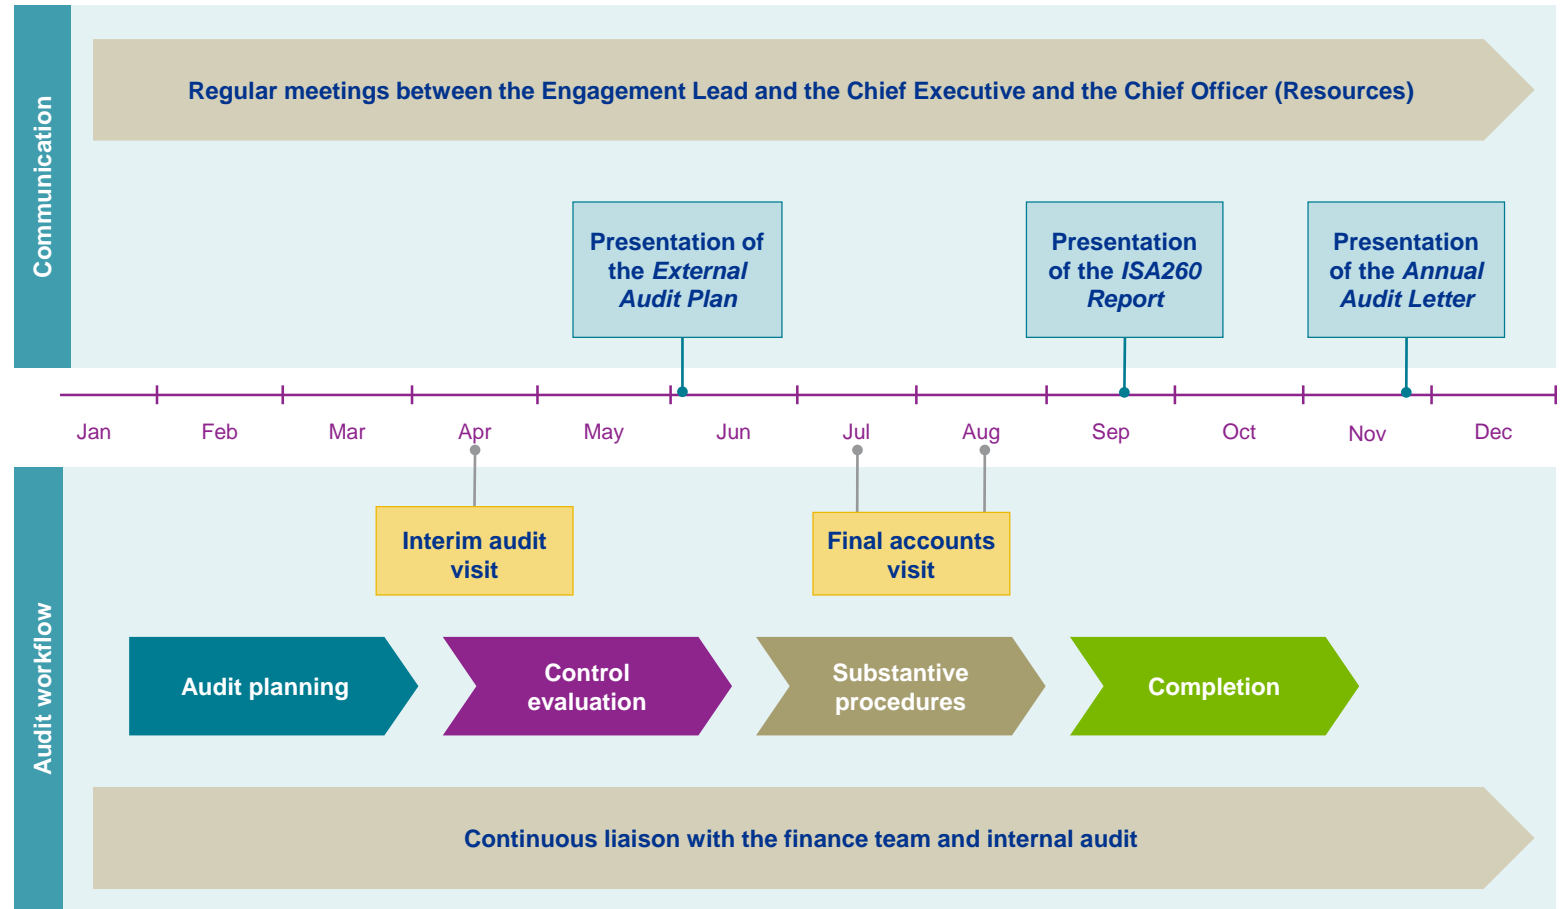 Communication
Regular meetings between the Engagement Lead and the Chief Executive and the Chief Officer (Resources)
Presentation of
the External
Audit Plan
Presentation
of the ISA260
Report
Presentation
of the Annual
Audit Letter
Jan Feb Mar Apr May Jun Jul Aug Sep Oct Nov Dec
Audit workflow
Interim audit
visit
Final accounts
visit
Audit planning
Control
evaluation
Substantive
procedures
Completion
Continuous liaison with the finance team and internal audit